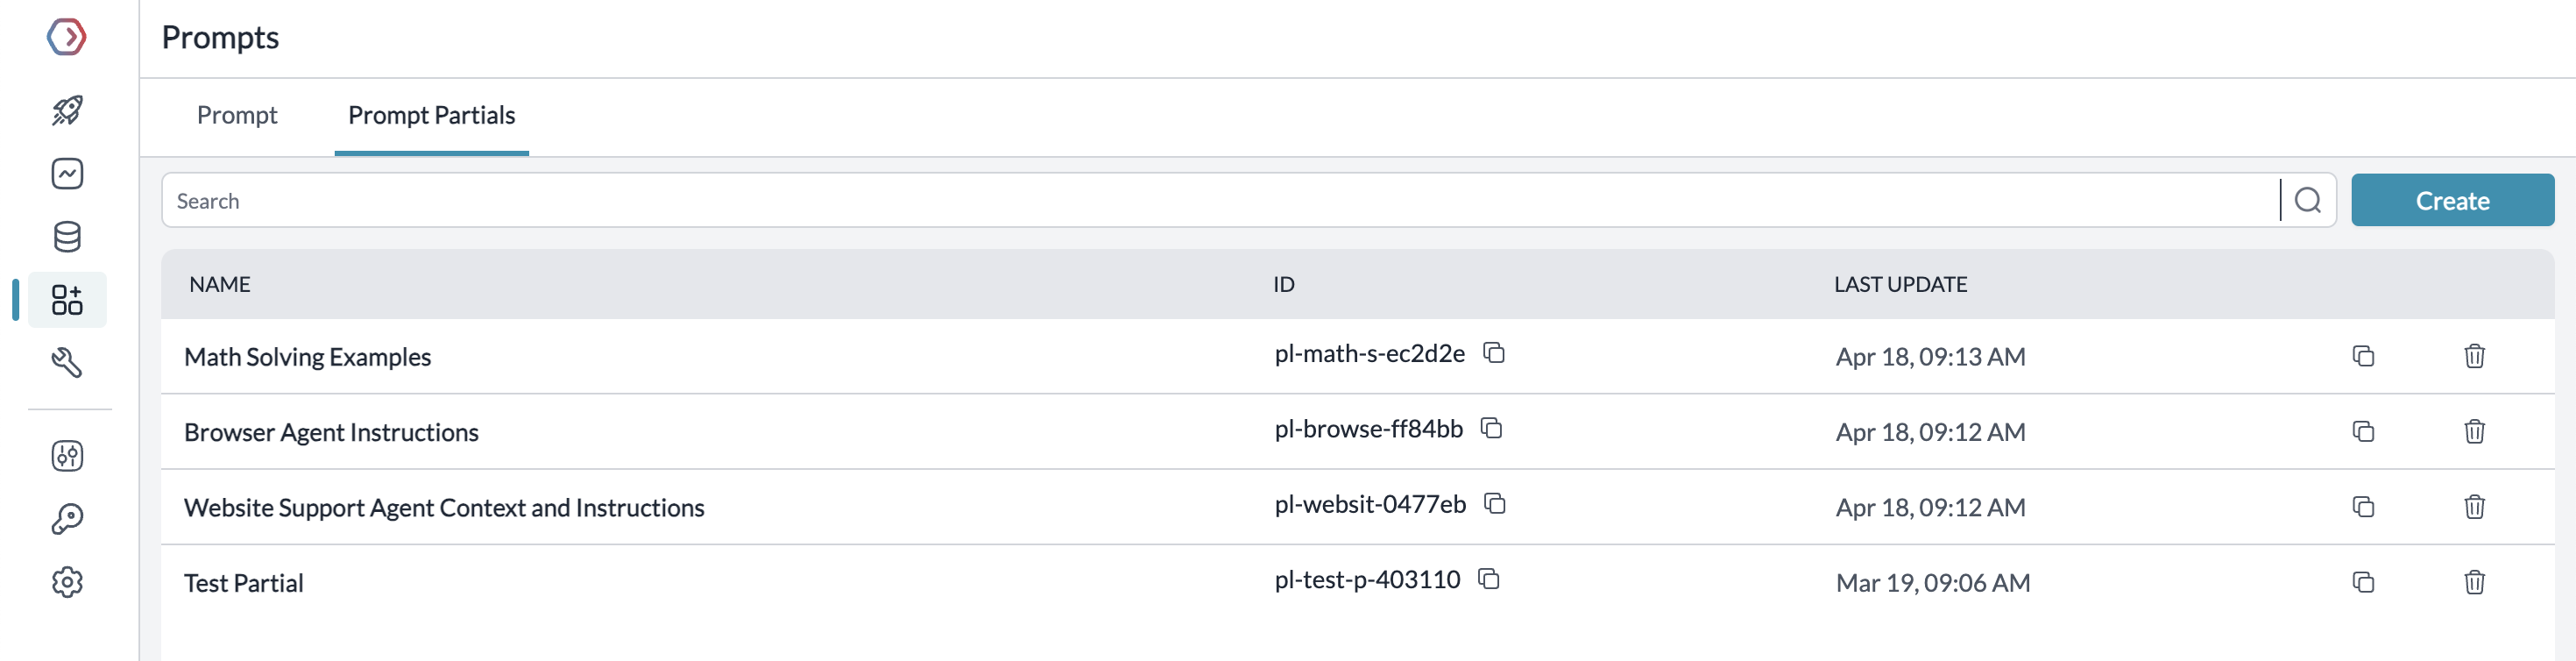 Prompts
Prompt Prompt Partials
Search Create
NAME ID LAST UPDATE
Math Solving Examples pl-math-s-ec2d2e Apr 18, 09:13 AM
Browser Agent Instructions pl-browse-ff84bb Apr 18, 09:12 AM
Website Support Agent Context and Instructions pl-websit-0477eb Apr 18, 09:12 AM
Test Partial pl-test-p-403110 Mar 19, 09:06 AM